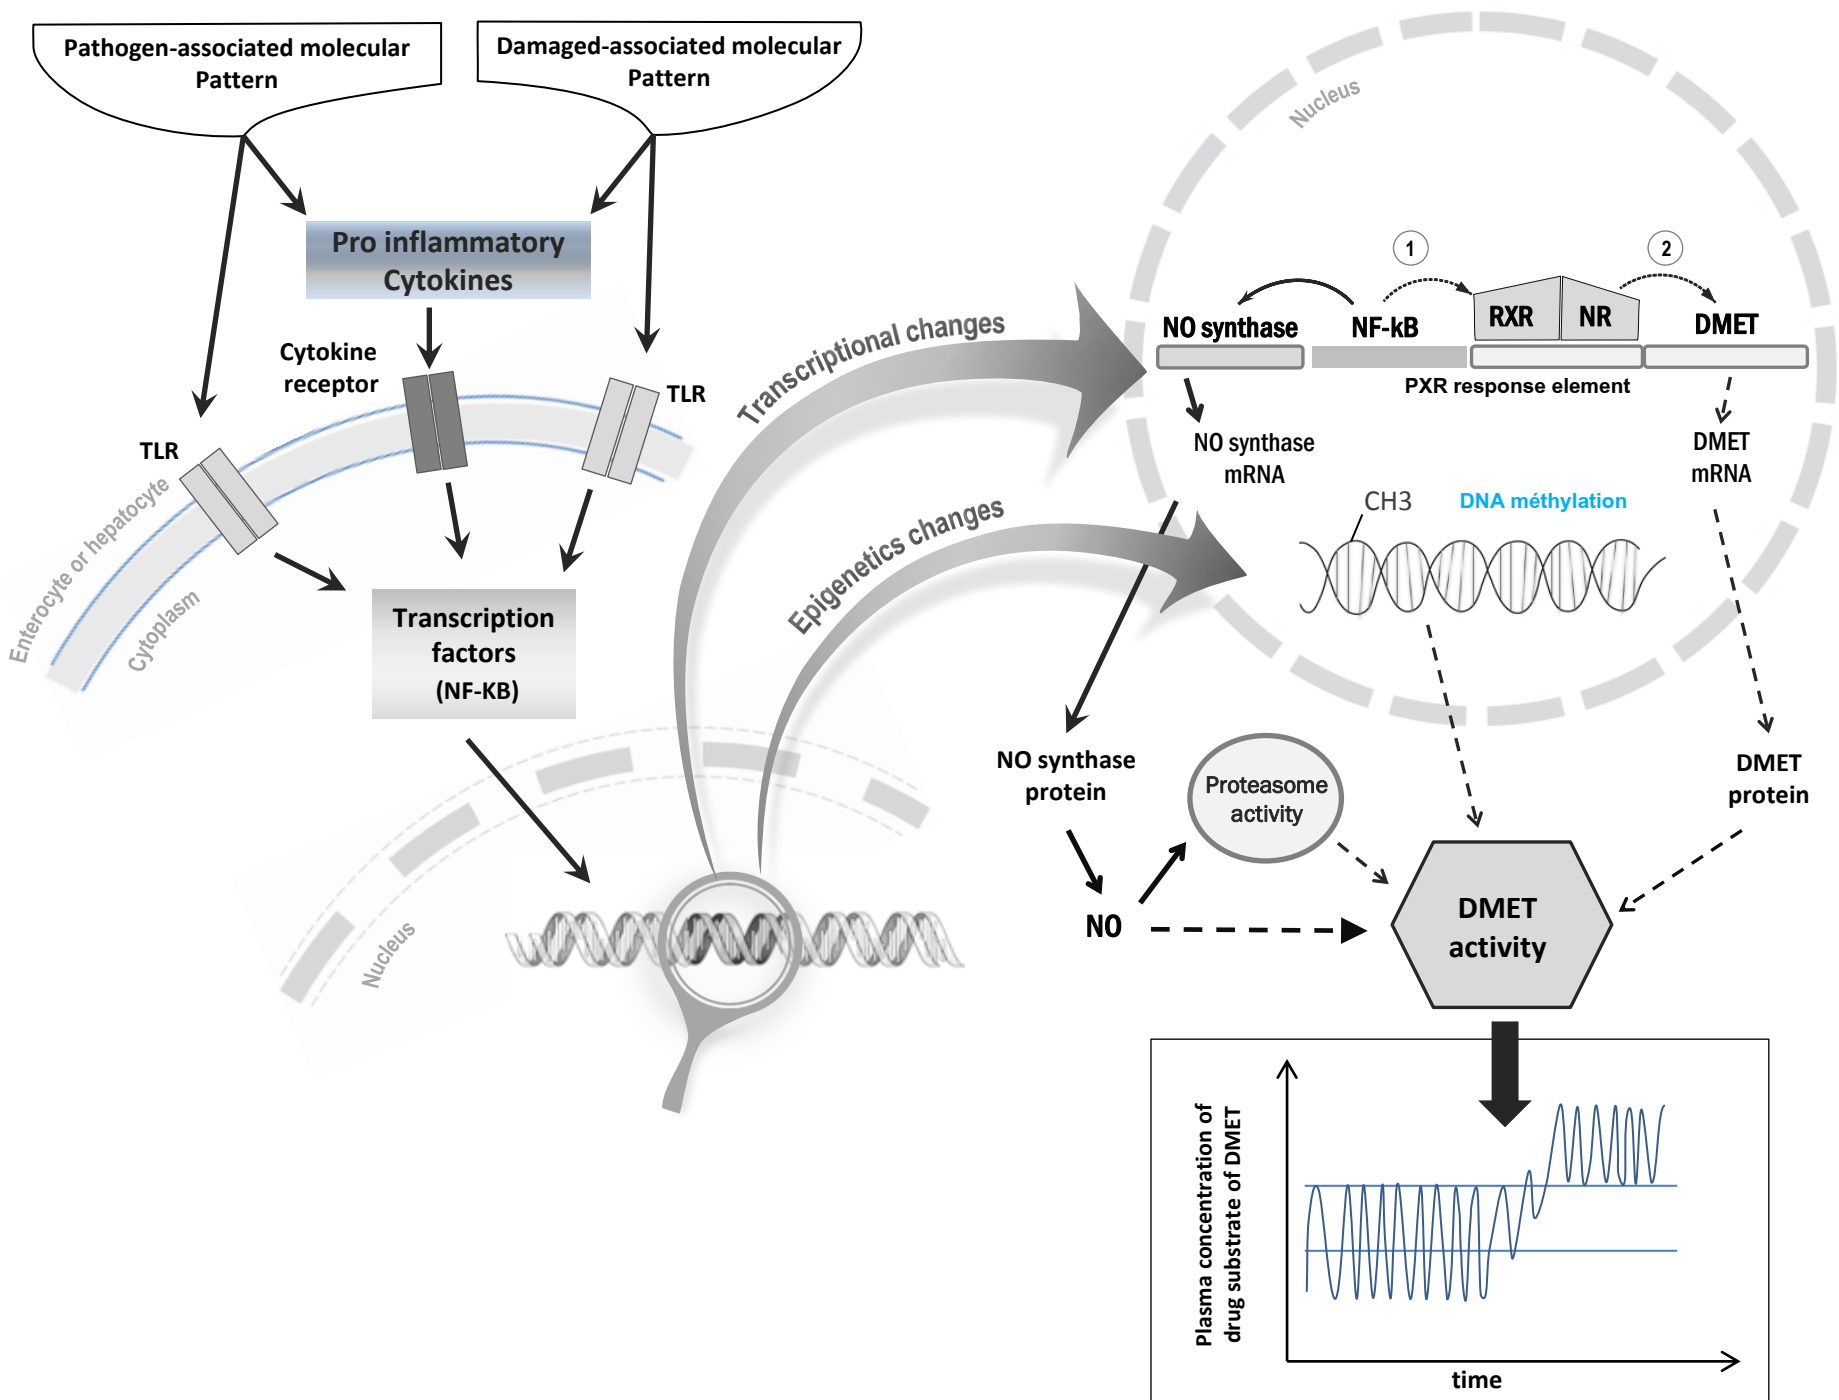 Pathogen-associated molecular
Pattern
Damaged-associated molecular
Pattern
Pro inflammatory
Cytokines
Cytokine
receptor
TLR
TLR
Enterocyte or hepatocyte
Cytoplasm
Transcription
factors
(NF-KB)
Nucleus
Transcriptional changes
Epigenetics changes
Nucleus
1
2
NO synthase
NF-kB
RXR
NR
DMET
PXR response element
NO synthase
mRNA
DMET
mRNA
CH3
DNA méthylation
NO synthase
protein
Proteasome
activity
DMET
protein
NO
DMET
activity
Plasma concentration of
drug substrate of DMET
time